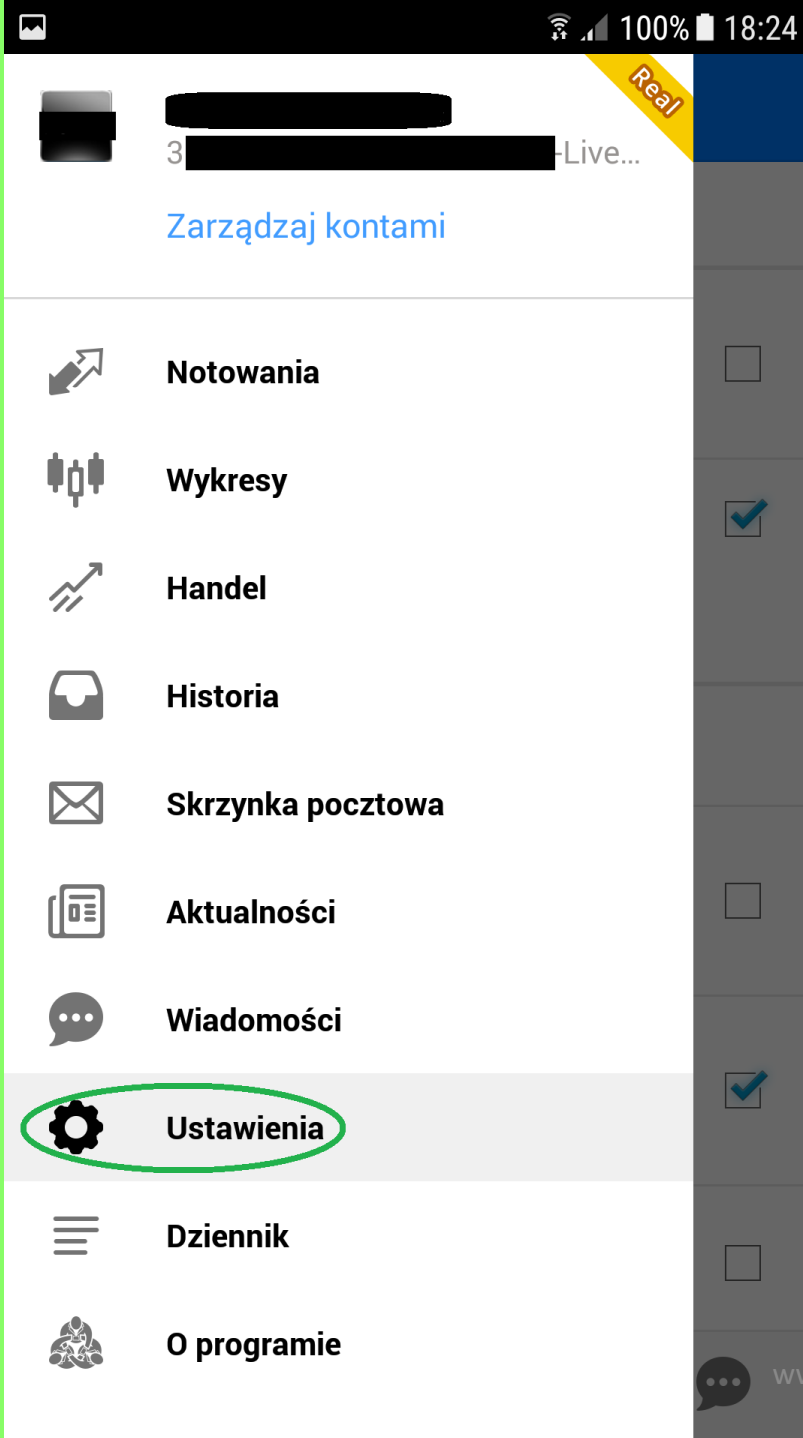 100% 18:24
Real
3 -Live...
Zarządzaj kontami
Notowania
Wykresy
Handel
Historia
Skrzynka pocztowa
Aktualności
Wiadomości
Ustawienia
Dziennik
O programie